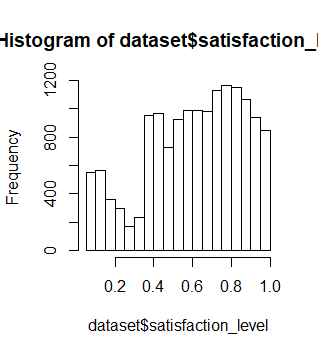 Histogram of dataset$satisfaction_l
Frequency
1200
800
400
0
0.2 0.4 0.6 0.8 1.0
dataset$satisfaction_level